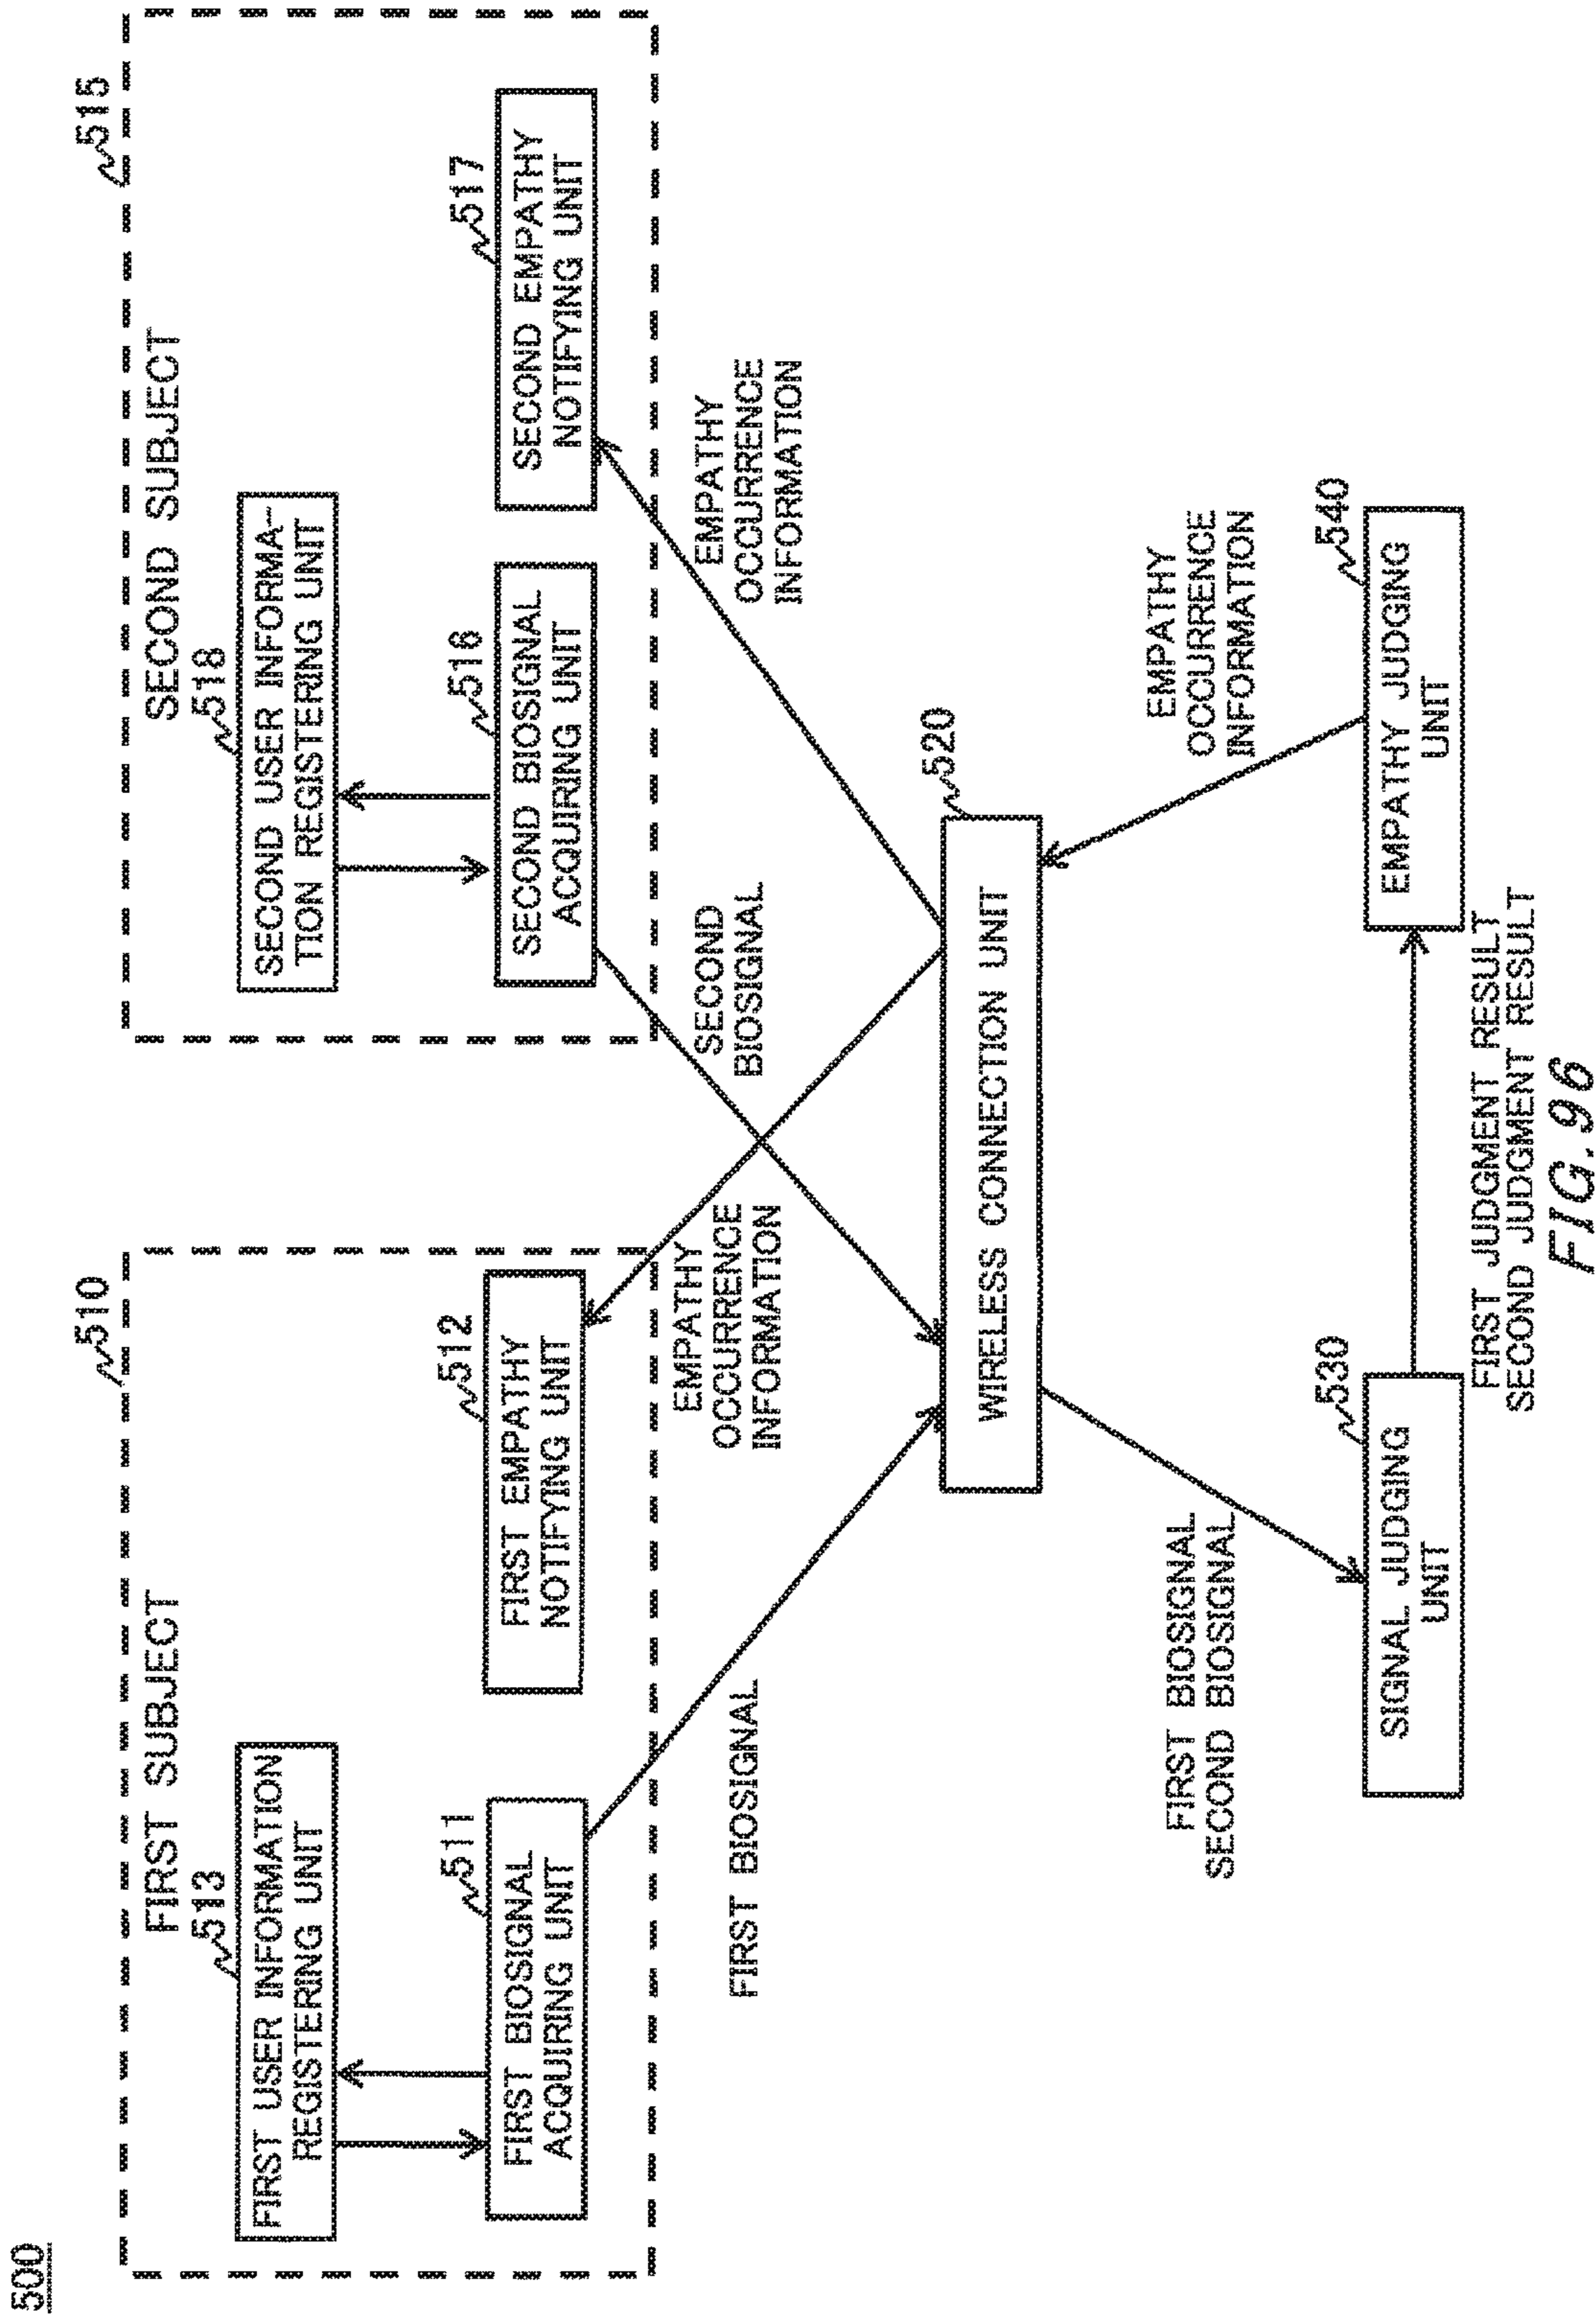 500
510
FIRST SUBJECT
513
FIRST USER INFORMATION
REGISTERING UNIT
511
FIRST BIOSIGNAL
ACQUIRING UNIT
512
FIRST EMPATHY
NOTIFYING UNIT
515
SECOND SUBJECT
518
SECOND USER INFORMA-
TION REGISTERING UNIT
516
SECOND BIOSIGNAL
ACQUIRING UNIT
517
SECOND EMPATHY
NOTIFYING UNIT
FIRST BIOSIGNAL
EMPATHY
OCCURRENCE
INFORMATION
SECOND
BIOSIGNAL
EMPATHY
OCCURRENCE
INFORMATION
520
WIRELESS CONNECTION UNIT
FIRST BIOSIGNAL
SECOND BIOSIGNAL
EMPATHY
OCCURRENCE
INFORMATION
530
SIGNAL JUDGING
UNIT
540
EMPATHY JUDGING
UNIT
FIRST JUDGMENT RESULT
SECOND JUDGMENT RESULT
FIG. 96